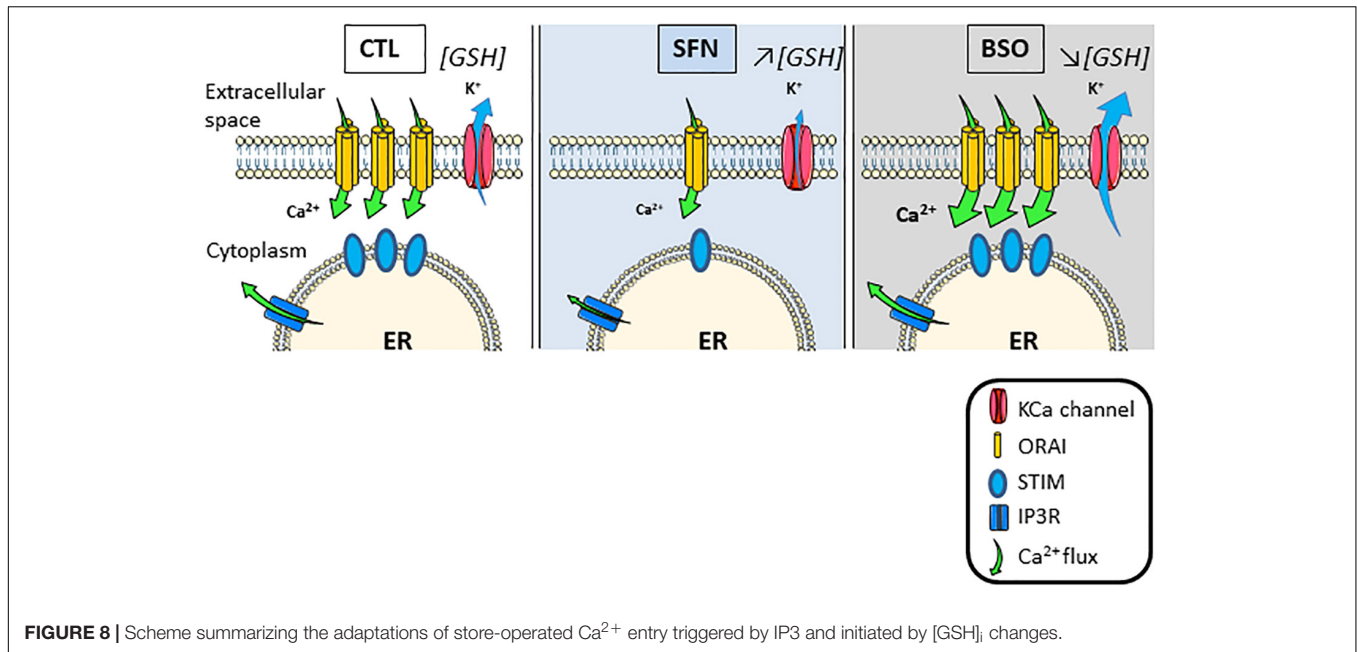 CTL [GSH]
K⁺
SFN ↗[GSH]
K⁺
BSO ↘[GSH]
K⁺
Extracellular
space
Ca²⁺
Ca²⁺
Ca²⁺
Cytoplasm
ER
ER
ER
KCa channel
ORAI
STIM
IP3R
Ca²⁺ flux
FIGURE 8 | Scheme summarizing the adaptations of store-operated Ca²⁺ entry triggered by IP3 and initiated by [GSH]ᵢ changes.